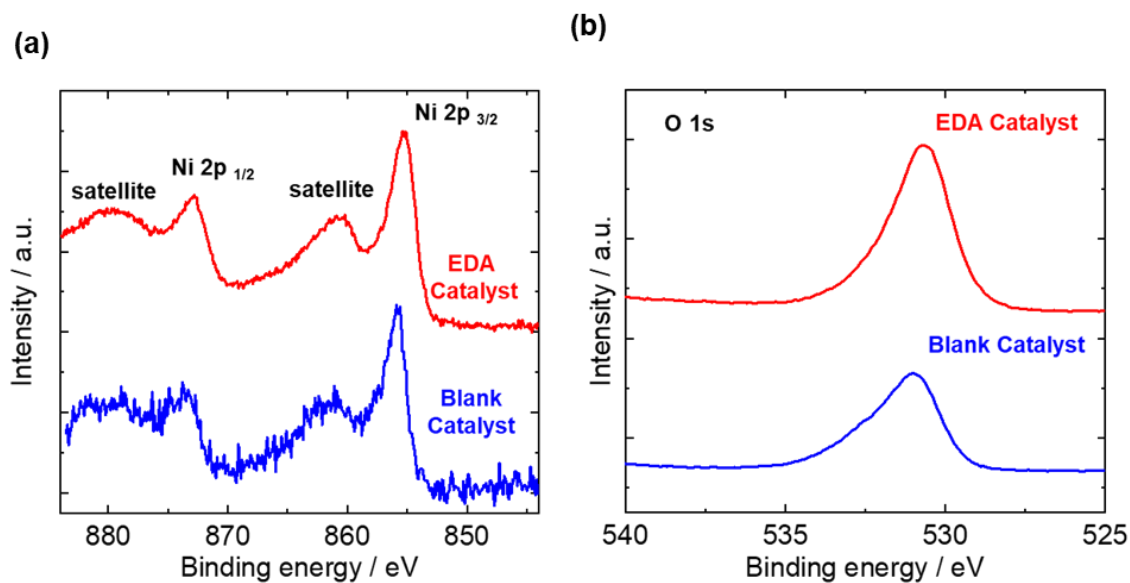 (a)
Ni 2p 3/2
Ni 2p 1/2
satellite
satellite
EDA
Catalyst
Blank
Catalyst
Intensity / a.u.
880 870 860 850
Binding energy / eV
(b)
O 1s
EDA Catalyst
Blank Catalyst
Intensity / a.u.
540 535 530 525
Binding energy / eV